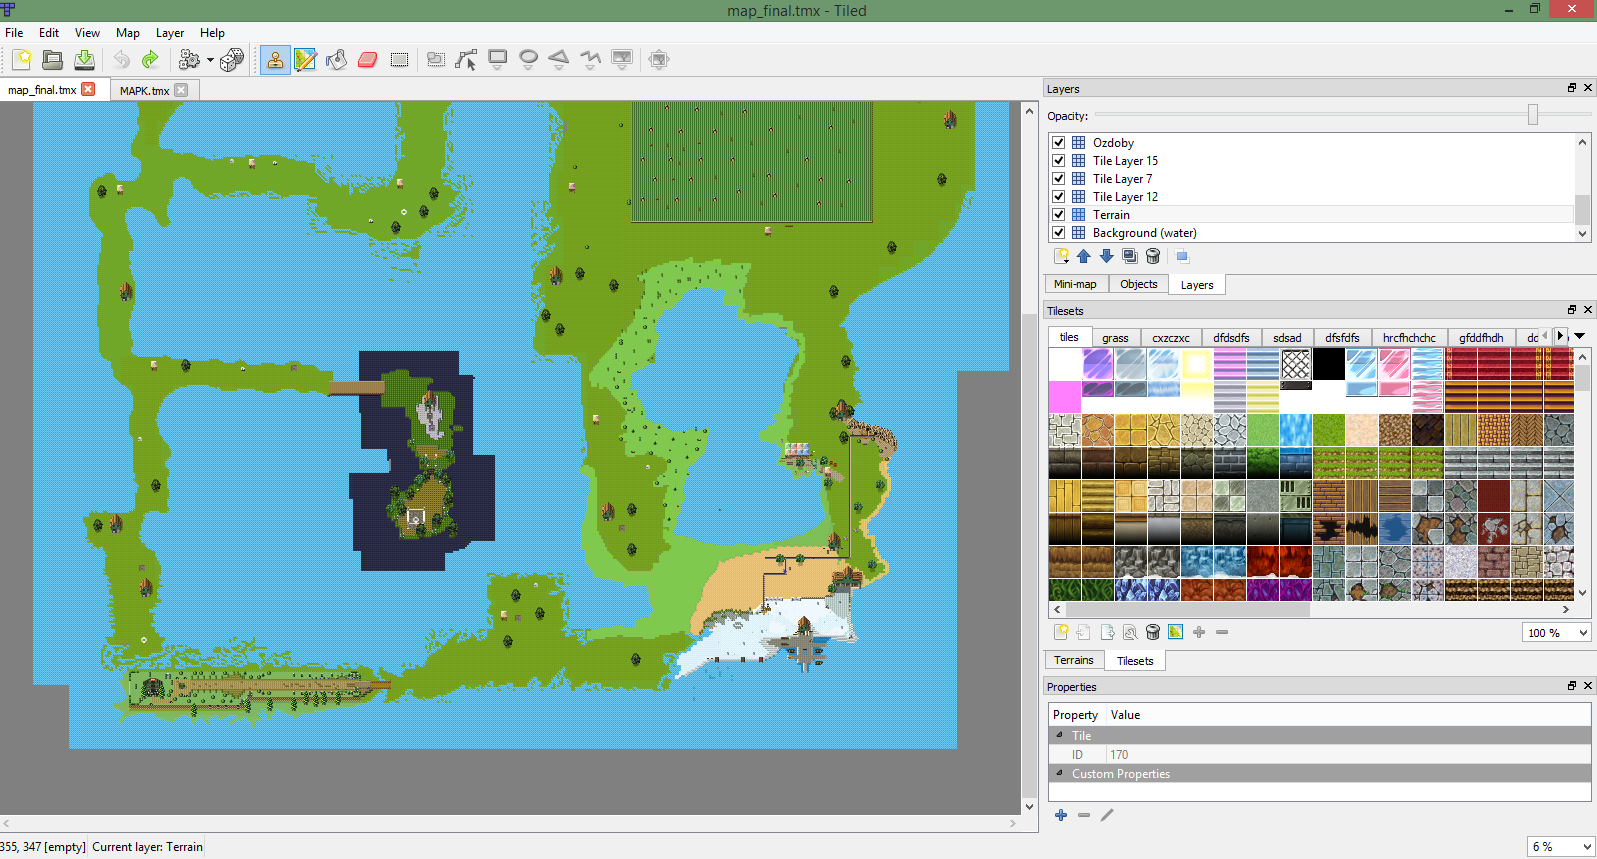 map_final.tmx - Tiled
File Edit View Map Layer Help
map_final.tmx MAPK.tmx
Layers
Opacity:
Ozdoby
Tile Layer 15
Tile Layer 7
Tile Layer 12
Terrain
Background (water)
Mini-map Objects Layers
Tilesets
tiles grass cxzczxc dfdsdfs sdsad dfsfdfs hrcfhchchc gfddfhdh
100 %
Terrains Tilesets
Properties
Property Value
Tile
ID 170
Custom Properties
355, 347 [empty] Current layer: Terrain
6 %